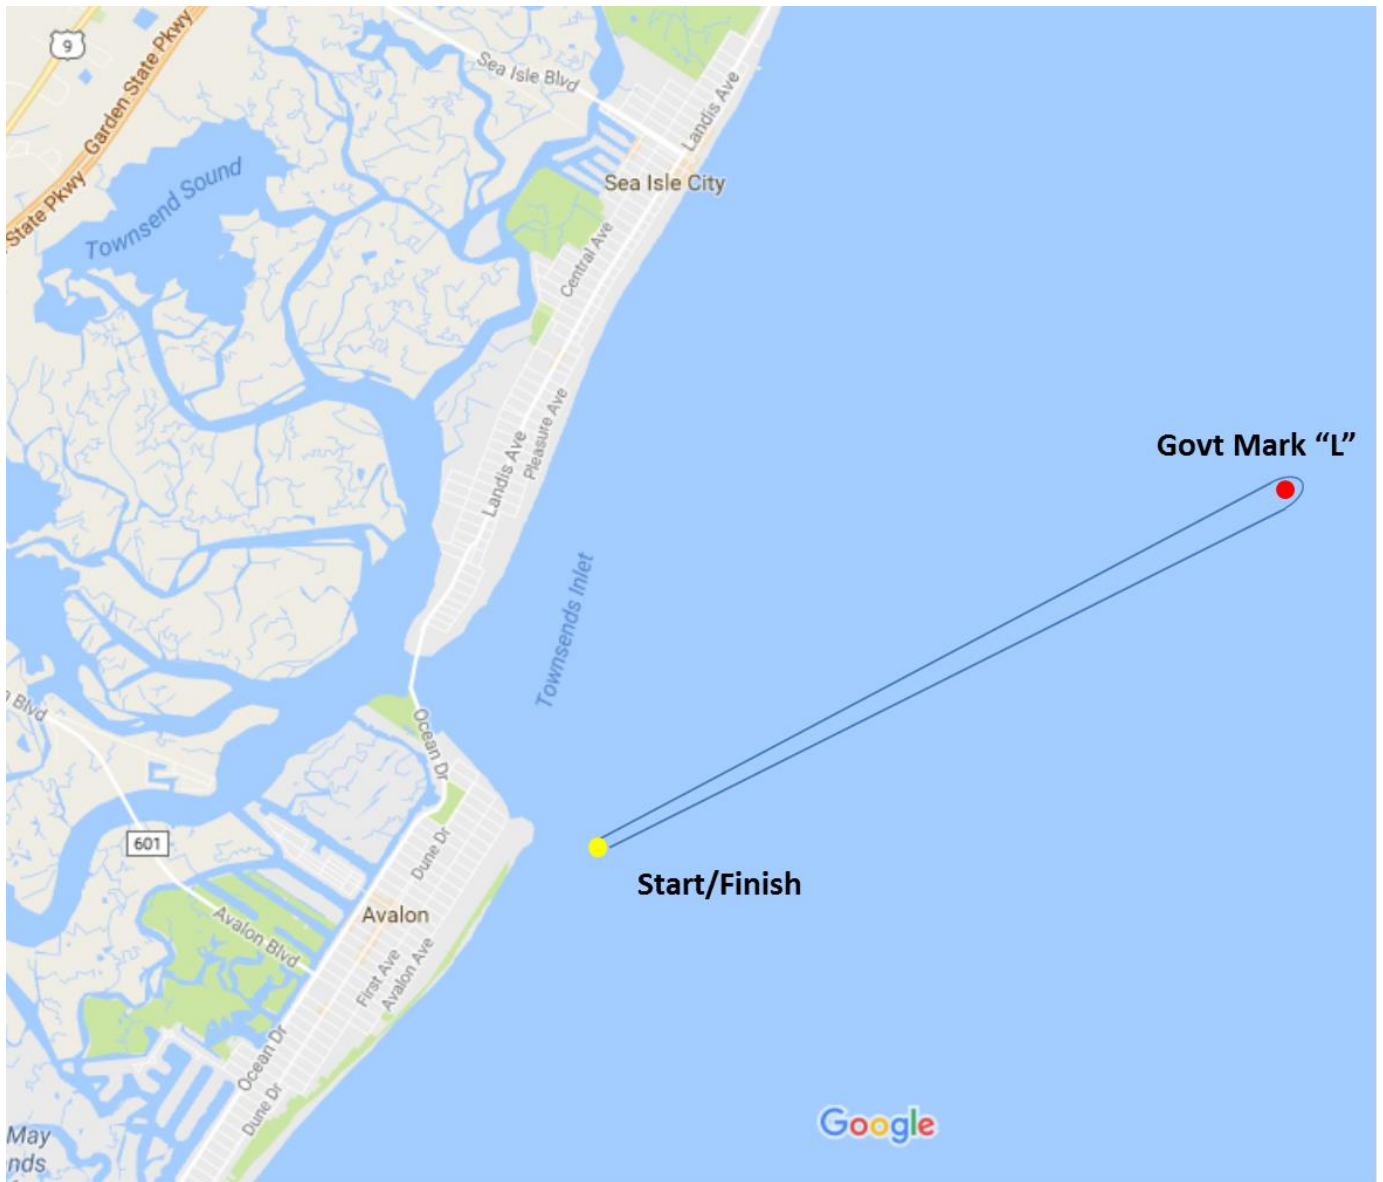 9
Garden State Pkwy
State Pkwy
Townsend Sound
Sea Isle Blvd
Landis Ave
Sea Isle City
Central Ave
Pleasure Ave
Landis Ave
Govt Mark “L”
Townsends Inlet
Blvd
Ocean Dr
601
Dune Dr
Start/Finish
Avalon
Avalon Blvd
First Ave
Avalon Ave
Ocean Dr
Dune Dr
Google
May
nds